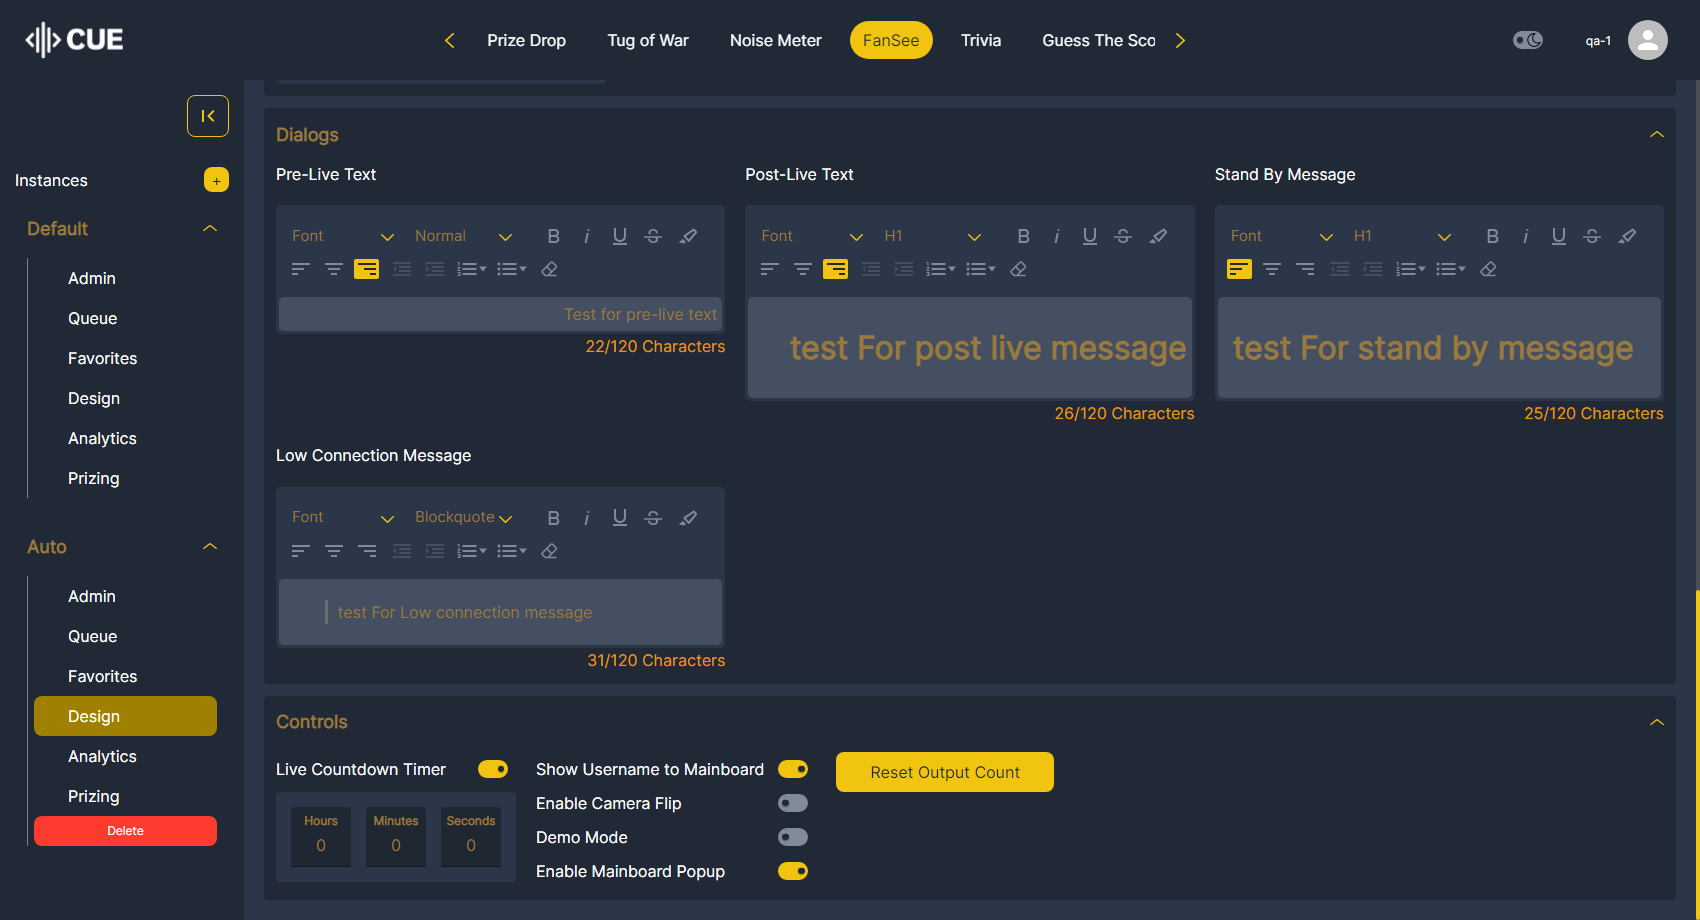 CUE
Prize Drop
Tug of War
Noise Meter
FanSee
Trivia
Guess The Sco
qa-1
Instances
+
Default
Admin
Queue
Favorites
Design
Analytics
Prizing
Auto
Admin
Queue
Favorites
Design
Analytics
Prizing
Delete
Dialogs
Pre-Live Text
Font
Normal
B i U S
Test for pre-live text
22/120 Characters
Post-Live Text
Font
H1
B i U S
test For post live message
26/120 Characters
Stand By Message
Font
H1
B i U S
test For stand by message
25/120 Characters
Low Connection Message
Font
Blockquote
B i U S
test For Low connection message
31/120 Characters
Controls
Live Countdown Timer
Hours
0
Minutes
0
Seconds
0
Show Username to Mainboard
Enable Camera Flip
Demo Mode
Enable Mainboard Popup
Reset Output Count